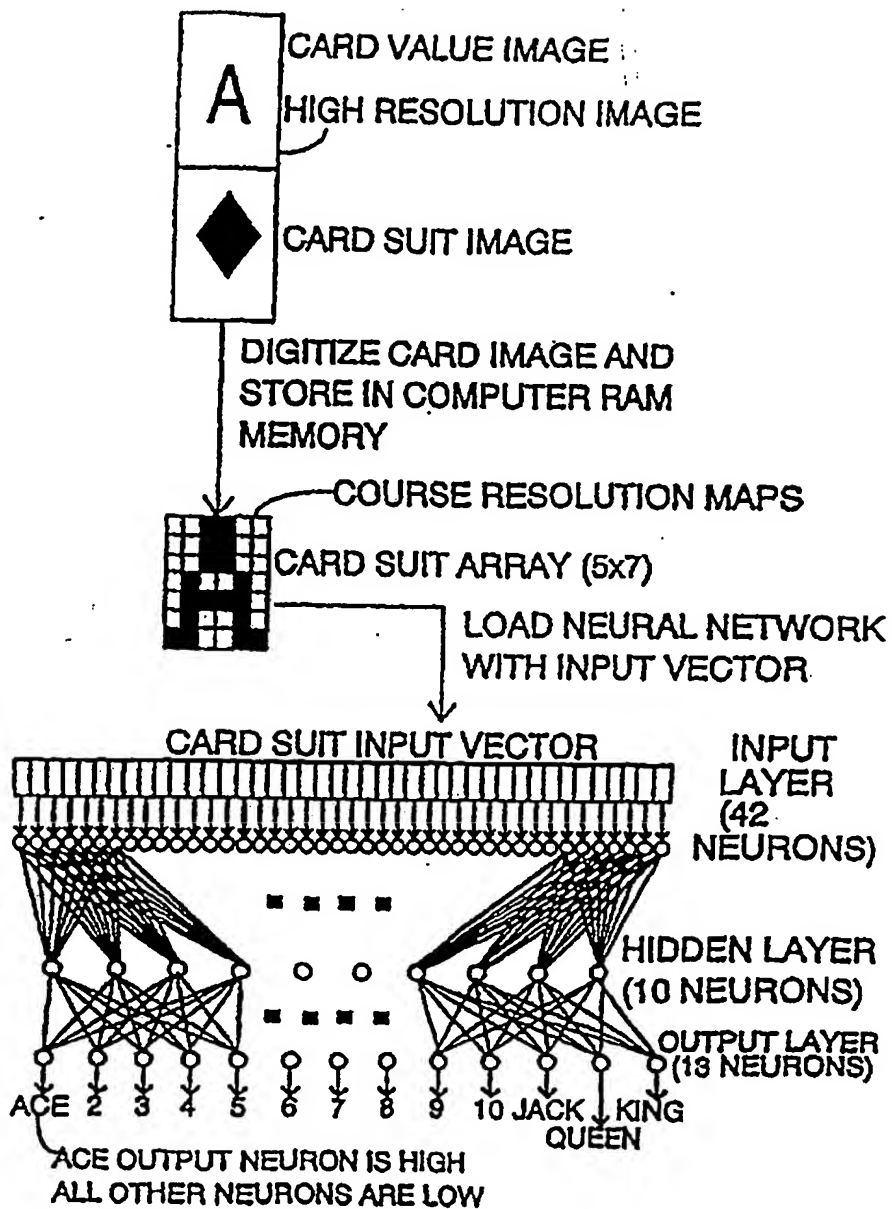 CARD VALUE IMAGE
A
HIGH RESOLUTION IMAGE
CARD SUIT IMAGE
DIGITIZE CARD IMAGE AND
STORE IN COMPUTER RAM
MEMORY
COURSE RESOLUTION MAPS
CARD SUIT ARRAY (5x7)
LOAD NEURAL NETWORK
WITH INPUT VECTOR
CARD SUIT INPUT VECTOR
INPUT
LAYER
(42
NEURONS)
HIDDEN LAYER
(10 NEURONS)
OUTPUT LAYER
(13 NEURONS)
ACE 2 3 4 5 6 7 8 9 10 JACK KING
QUEEN
ACE OUTPUT NEURON IS HIGH
ALL OTHER NEURONS ARE LOW